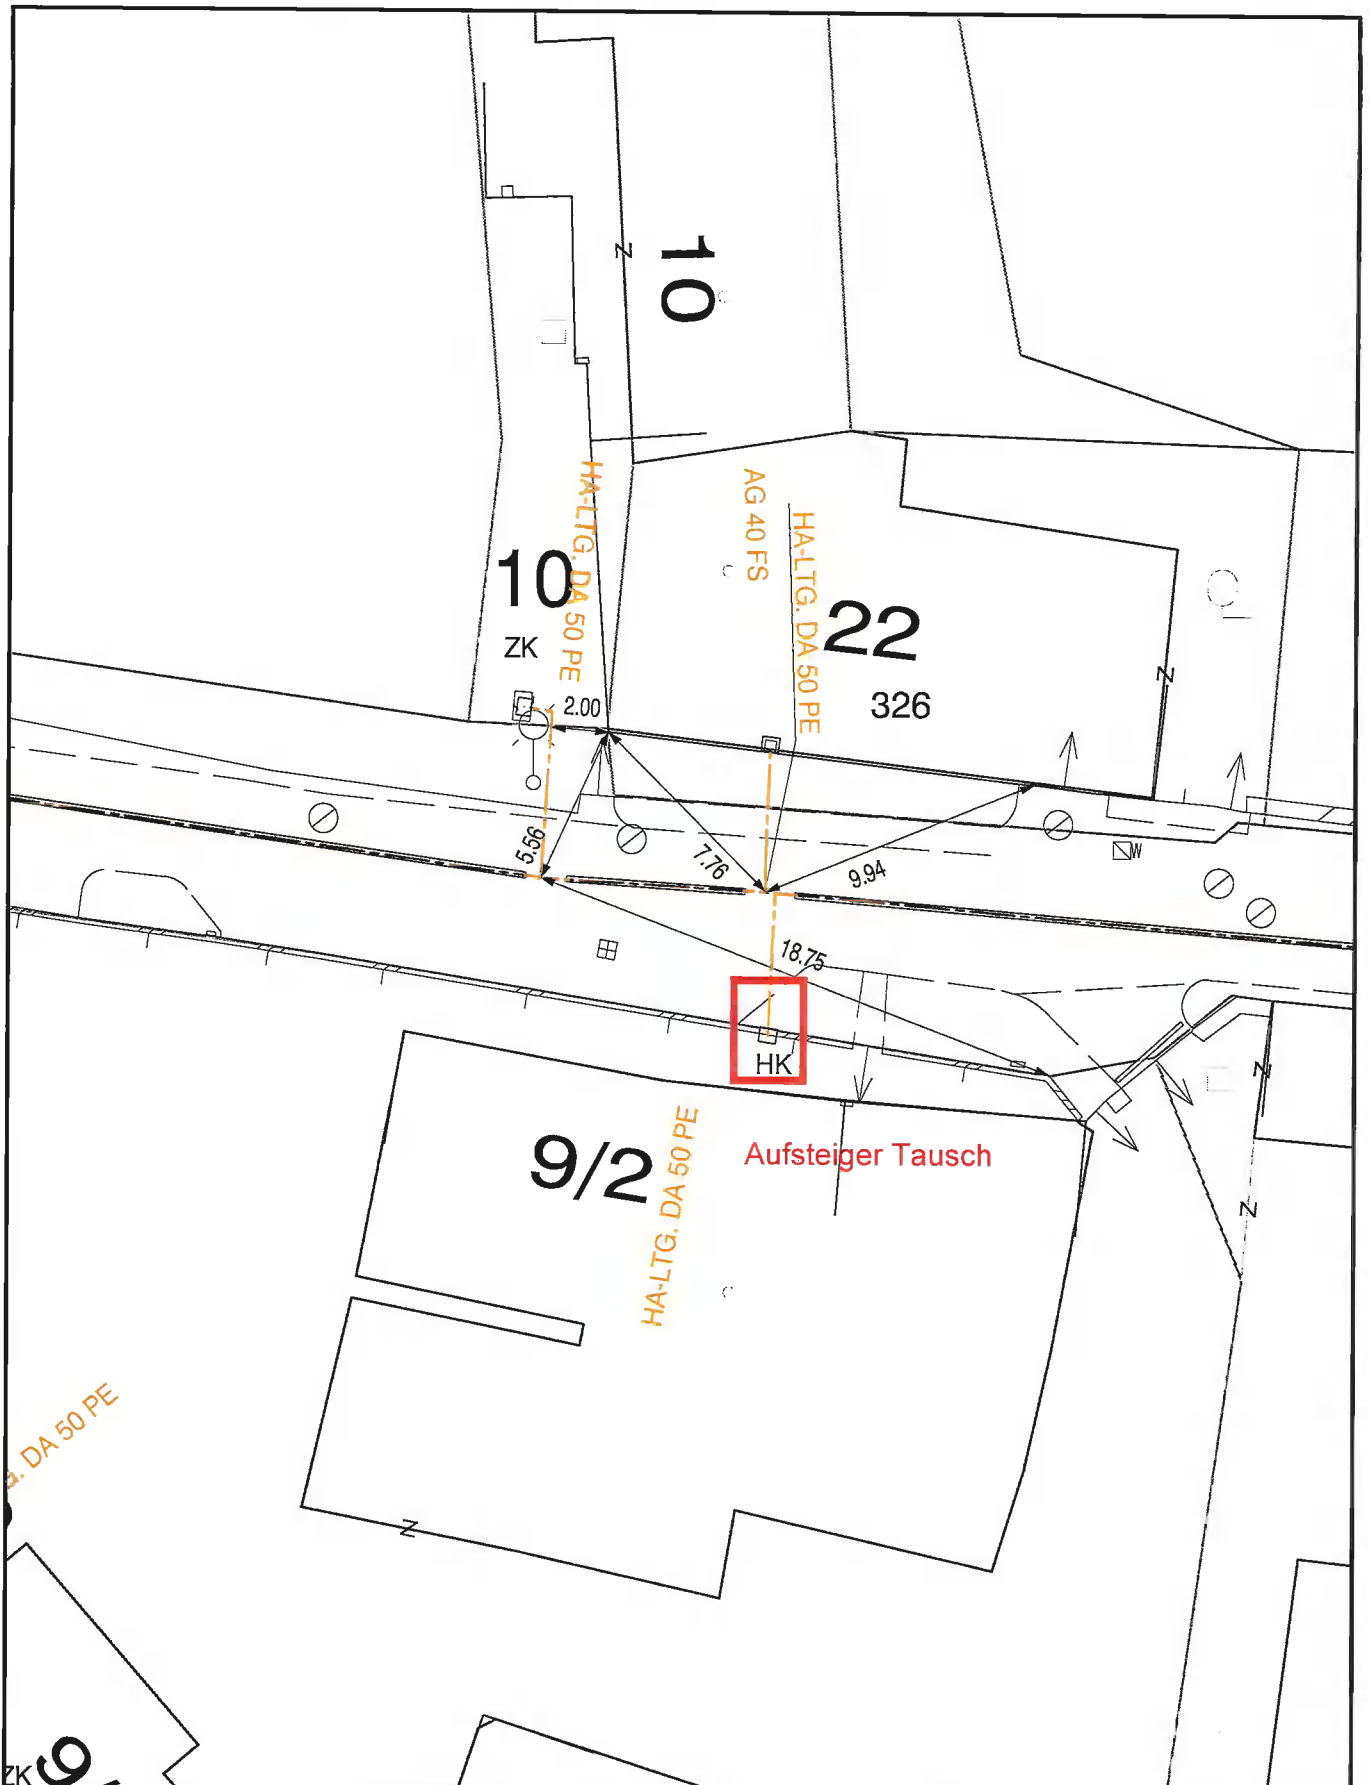 10
HA-LTG. DA 50 PE
AG 40 FS
HA-LTG. DA 50 PE
10
ZK
22
326
2.00
5.56
7.76
9.94
W
18.75
HK
Aufsteiger Tausch
9/2
HA-LTG. DA 50 PE
DA 50 PE
ZK
9